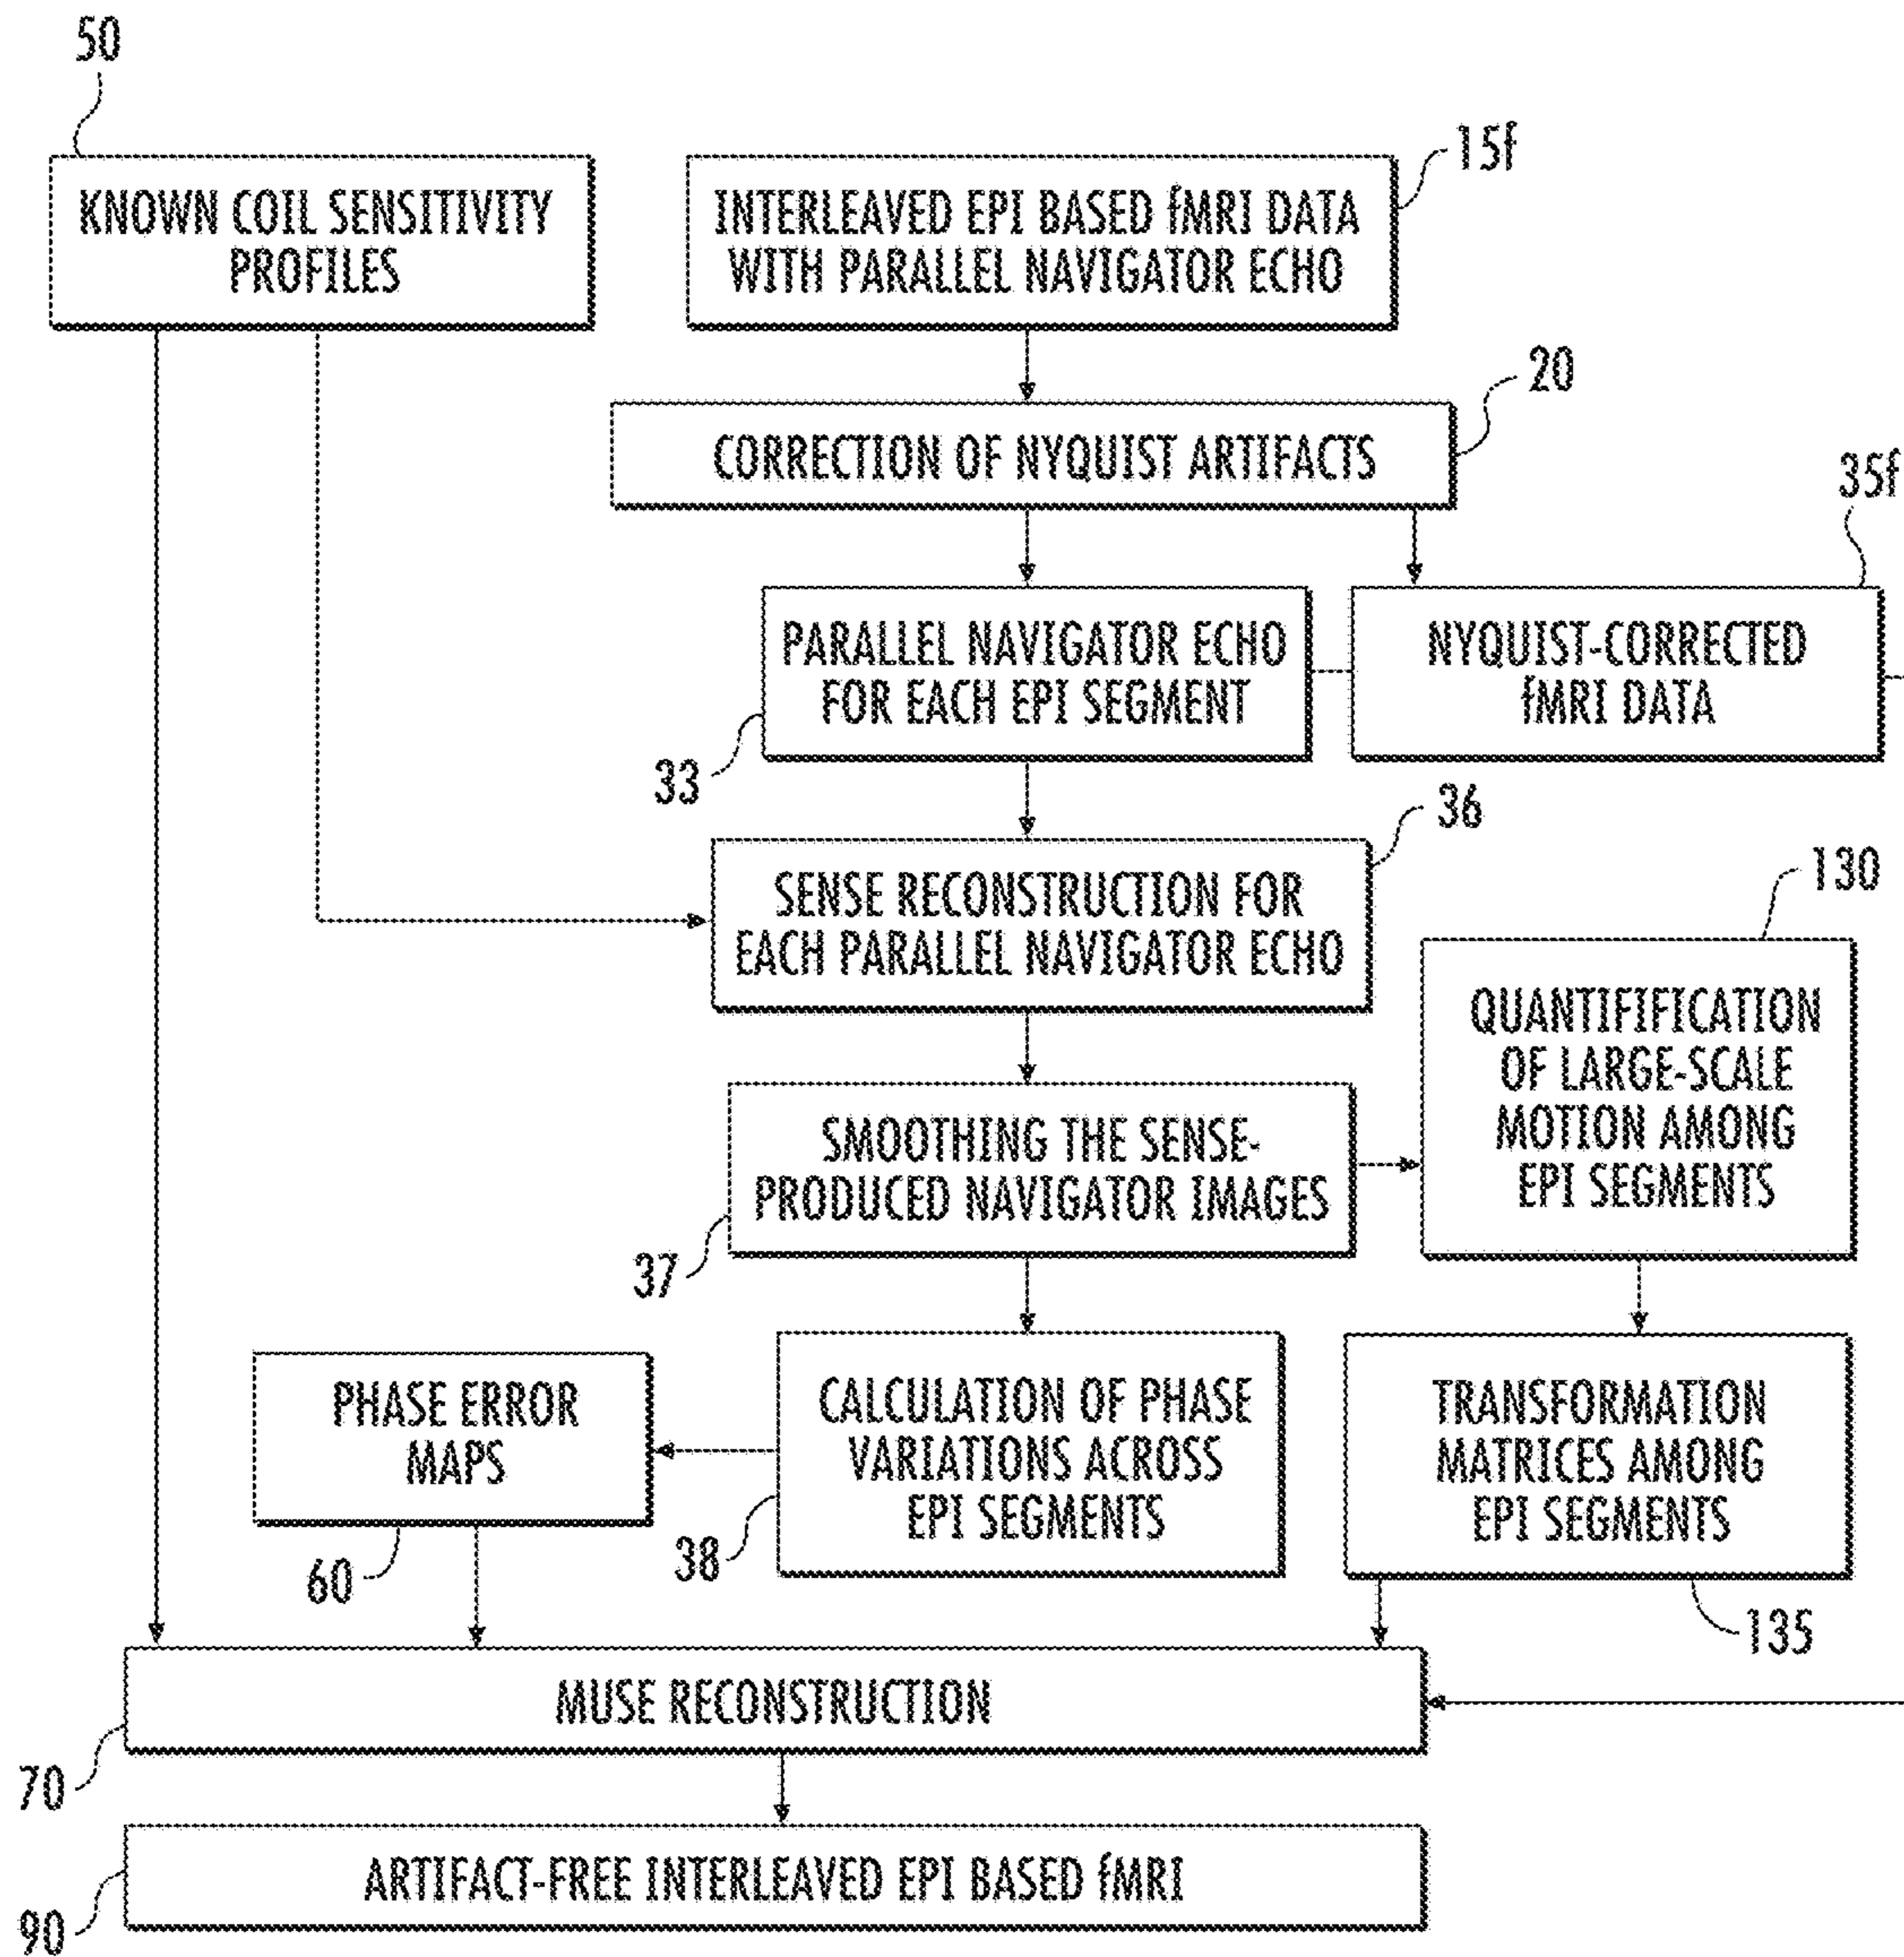 50
15f
KNOWN COIL SENSITIVITY
PROFILES
INTERLEAVED EPI BASED fMRI DATA
WITH PARALLEL NAVIGATOR ECHO
20
CORRECTION OF NYQUIST ARTIFACTS
35f
PARALLEL NAVIGATOR ECHO
FOR EACH EPI SEGMENT
NYQUIST-CORRECTED
fMRI DATA
33
36
SENSE RECONSTRUCTION FOR
EACH PARALLEL NAVIGATOR ECHO
130
QUANTIFIFICATION
OF LARGE-SCALE
MOTION AMONG
EPI SEGMENTS
SMOOTHING THE SENSE-
PRODUCED NAVIGATOR IMAGES
37
PHASE ERROR
MAPS
CALCULATION OF PHASE
VARIATIONS ACROSS
EPI SEGMENTS
TRANSFORMATION
MATRICES AMONG
EPI SEGMENTS
60
38
135
MUSE RECONSTRUCTION
70
ARTIFACT-FREE INTERLEAVED EPI BASED fMRI
90